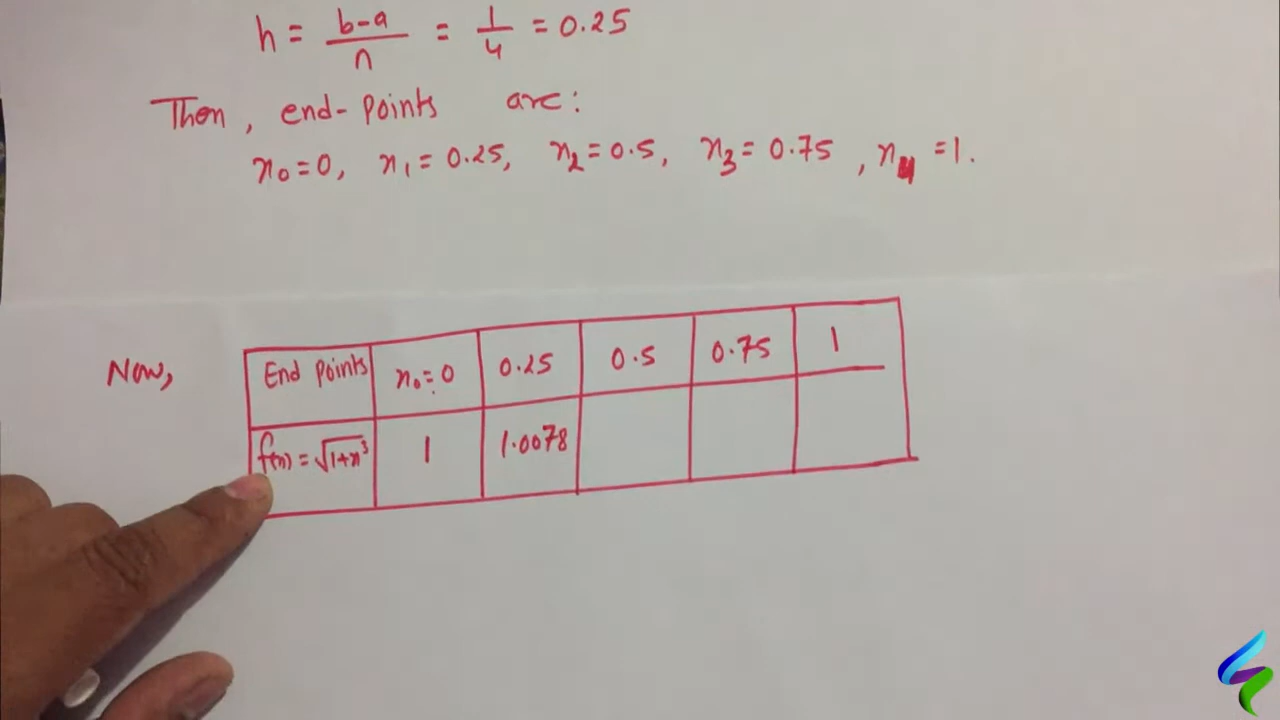 h = b-a/n = 1/4 = 0.25
Then, end-points are:
x₀=0, x₁=0.25, x₂=0.5, x₃=0.75, x₄=1.
Now,
End points x₀=0 0.25 0.5 0.75 1
f(x)=√1+x³ 1 1.0078